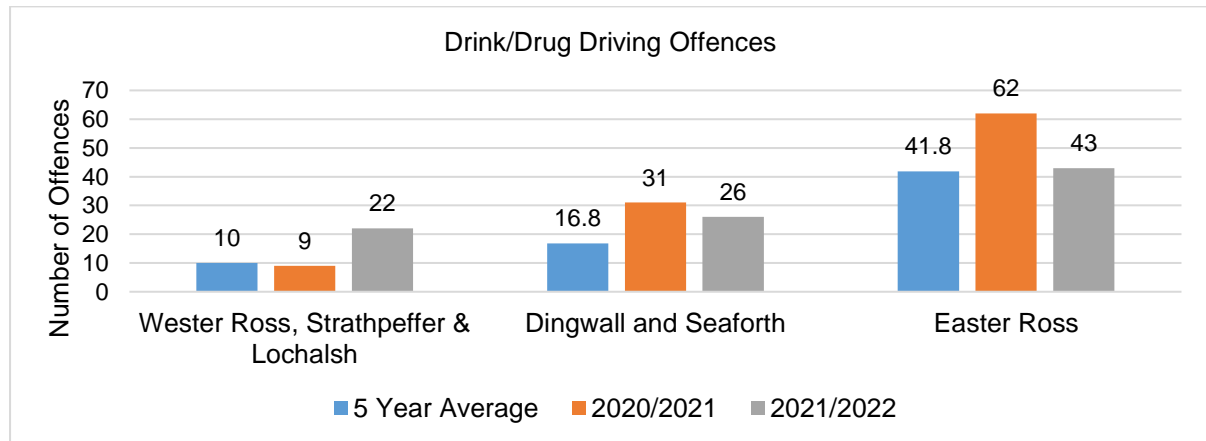 Drink/Drug Driving Offences
Number of Offences
70
60
50
40
30
20
10
0
10
9
22
16.8
31
26
41.8
62
43
Wester Ross, Strathpeffer &
Lochalsh
Dingwall and Seaforth
Easter Ross
5 Year Average
2020/2021
2021/2022